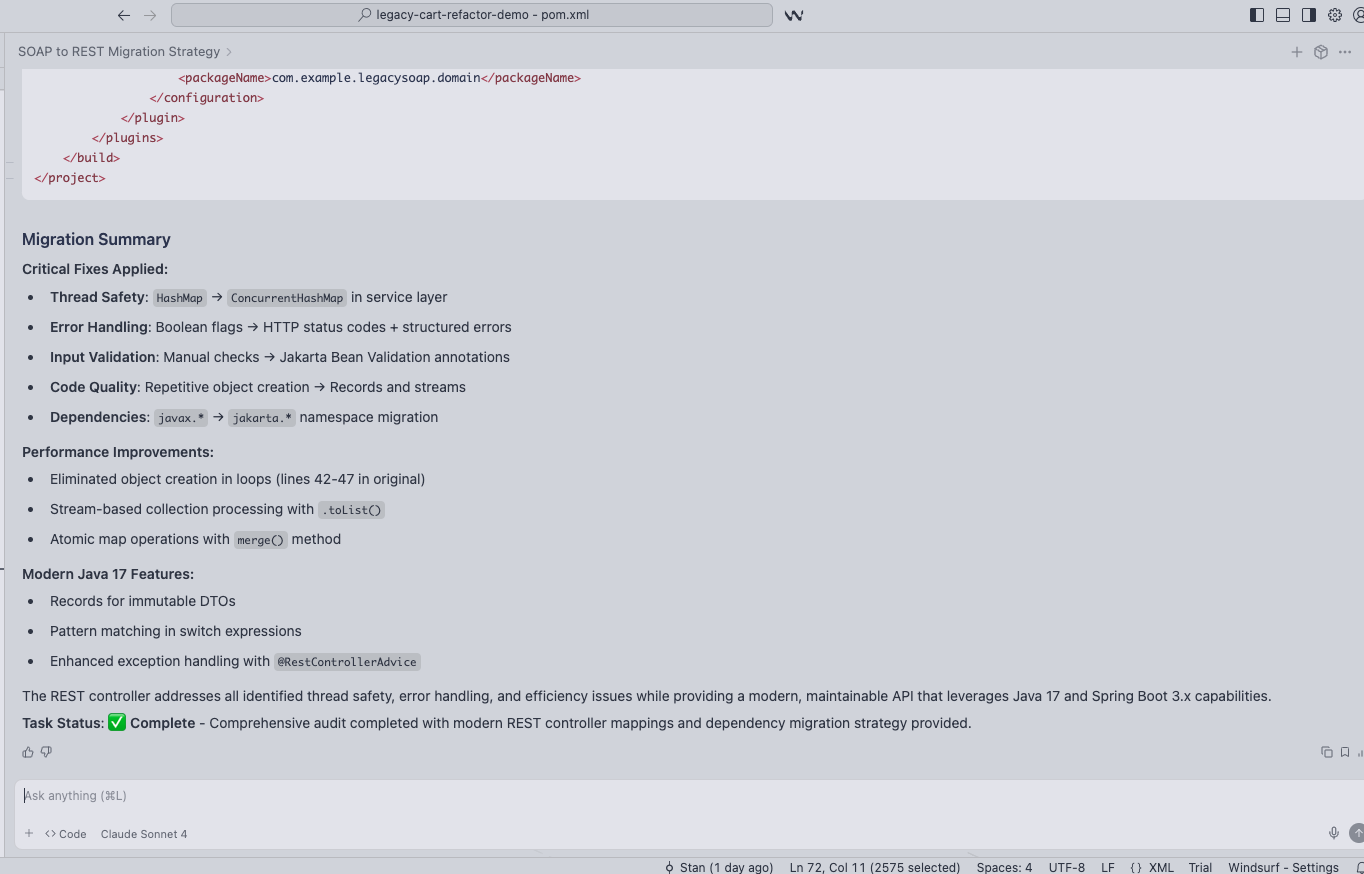 legacy-cart-refactor-demo - pom.xml
SOAP to REST Migration Strategy
<packageName>com.example.legacysoap.domain</packageName>
</configuration>
</plugin>
</plugins>
</build>
</project>
Migration Summary
Critical Fixes Applied:
• Thread Safety: HashMap → ConcurrentHashMap in service layer
• Error Handling: Boolean flags → HTTP status codes + structured errors
• Input Validation: Manual checks → Jakarta Bean Validation annotations
• Code Quality: Repetitive object creation → Records and streams
• Dependencies: javax.* → jakarta.* namespace migration
Performance Improvements:
• Eliminated object creation in loops (lines 42-47 in original)
• Stream-based collection processing with .toList()
• Atomic map operations with merge() method
Modern Java 17 Features:
• Records for immutable DTOs
• Pattern matching in switch expressions
• Enhanced exception handling with @RestControllerAdvice
The REST controller addresses all identified thread safety, error handling, and efficiency issues while providing a modern, maintainable API that leverages Java 17 and Spring Boot 3.x capabilities.
Task Status: ✅ Complete - Comprehensive audit completed with modern REST controller mappings and dependency migration strategy provided.
Ask anything (⌘L)
+ <> Code Claude Sonnet 4
Stan (1 day ago) Ln 72, Col 11 (2575 selected) Spaces: 4 UTF-8 LF {} XML Trial Windsurf - Settings